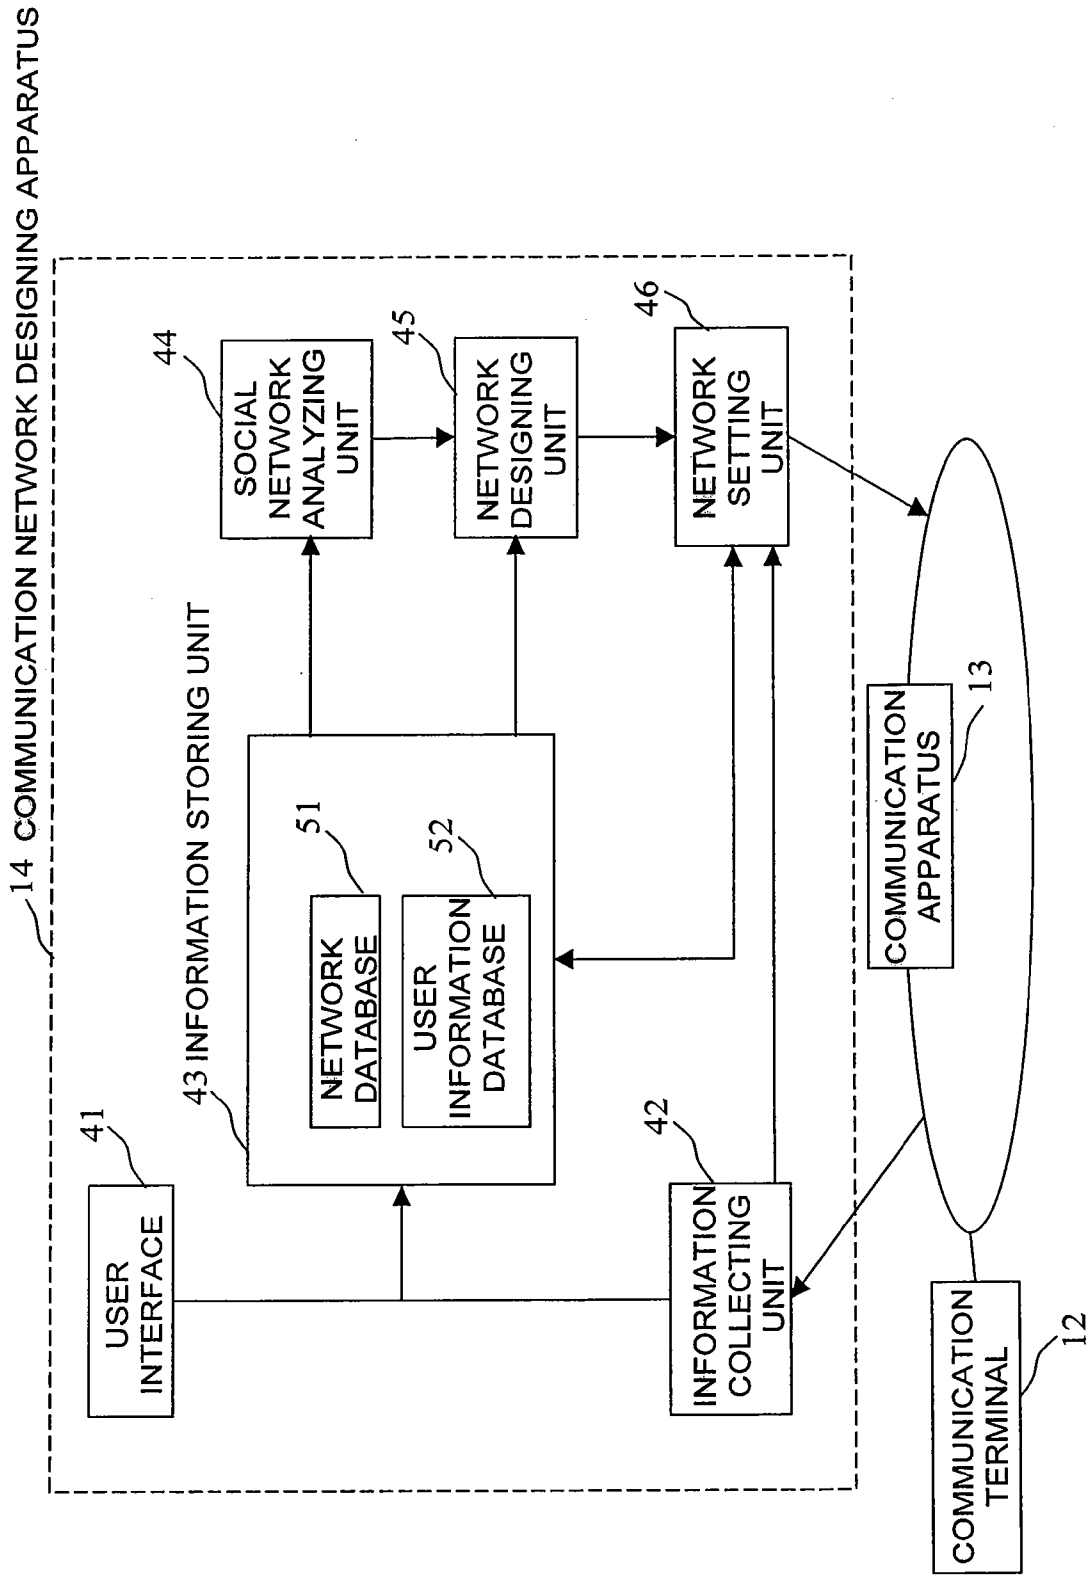 14 COMMUNICATION NETWORK DESIGNING APPARATUS
41
USER
INTERFACE
43 INFORMATION STORING UNIT
51
NETWORK
DATABASE
52
USER
INFORMATION
DATABASE
44
SOCIAL
NETWORK
ANALYZING
UNIT
45
NETWORK
DESIGNING
UNIT
42
INFORMATION
COLLECTING
UNIT
46
NETWORK
SETTING
UNIT
COMMUNICATION
APPARATUS
13
COMMUNICATION
TERMINAL
12